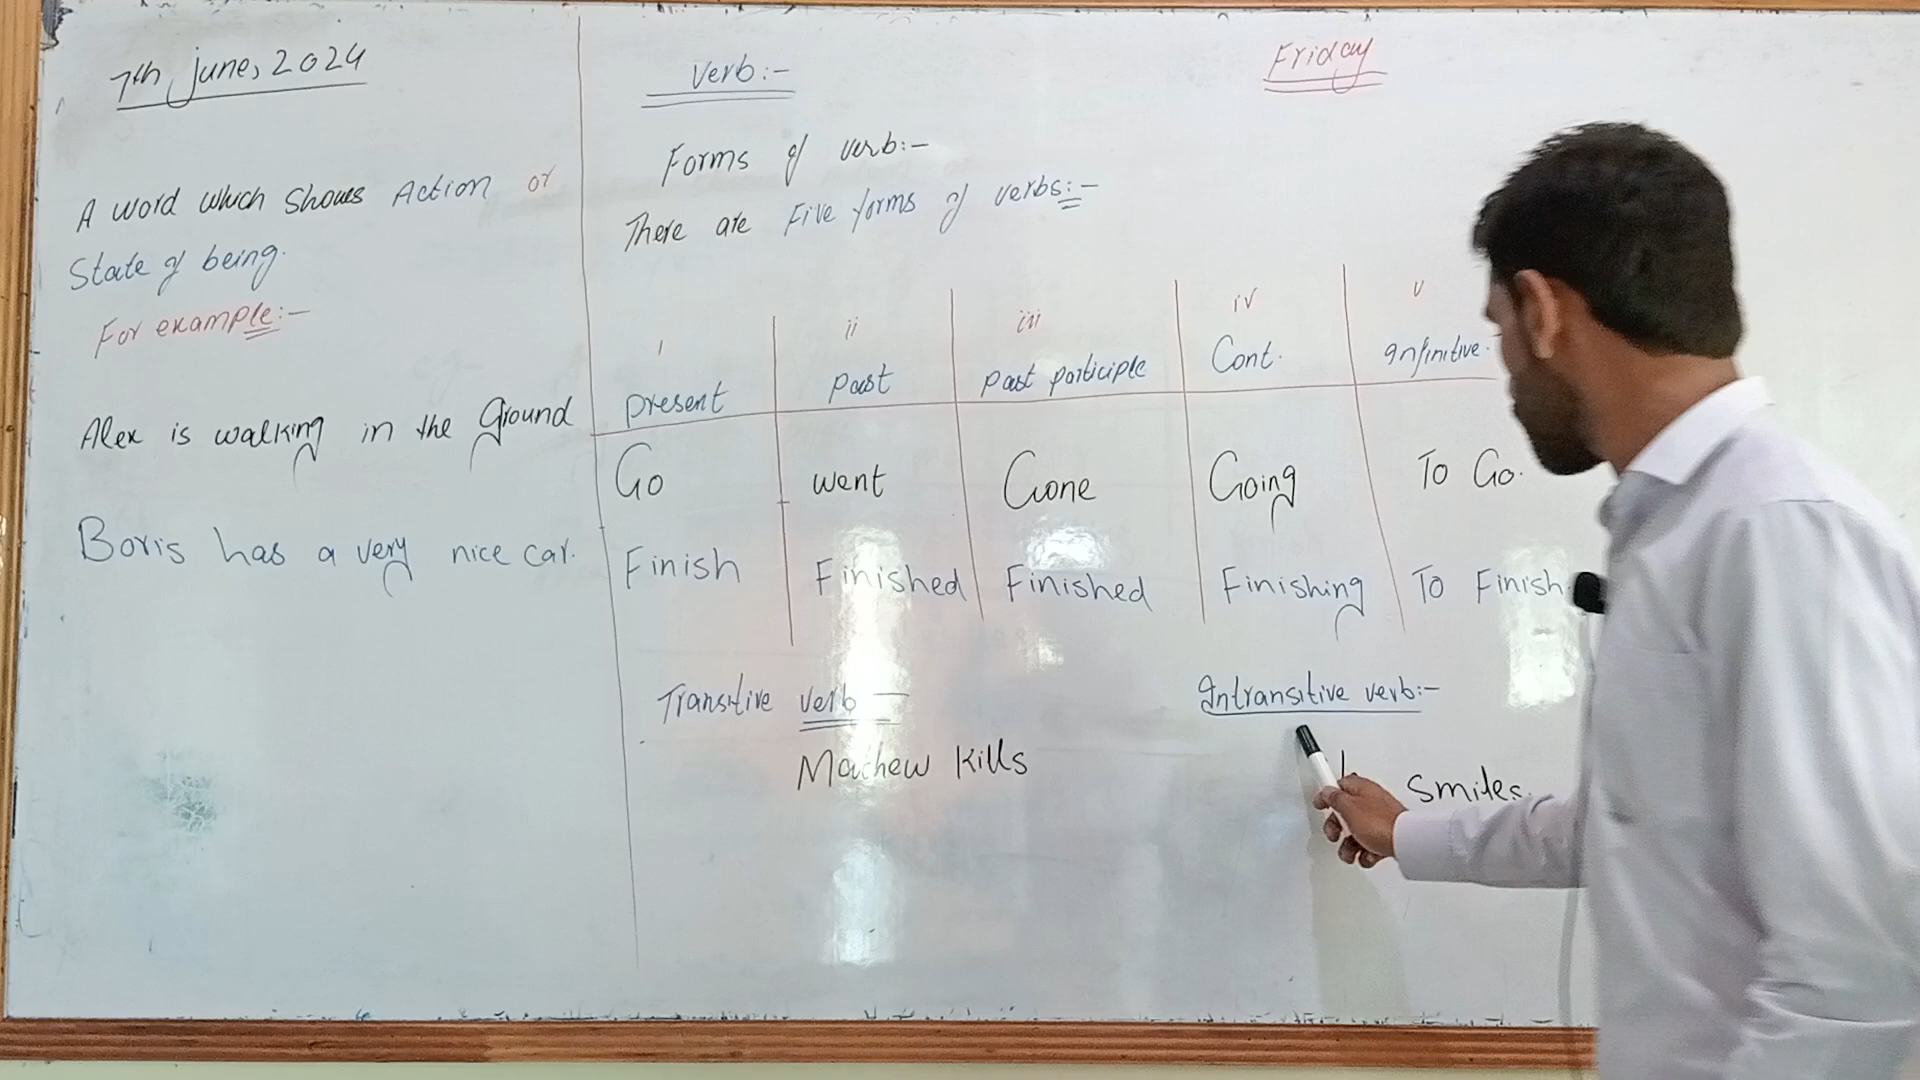 7th june, 2024
Verb:-
Friday
A word which shows Action or
State of being.
For example:-
Alex is walking in the Ground
Boris has a very nice car.
Forms of verb:-
There are Five forms of verbs:-
i ii iii iv v
Present Past Past participle Cont. Infinitive.
Go went Gone Going To Go.
Finish Finished Finished Finishing To Finish
Transitive verb —
Mathew kills
Intransitive verb:-
Smiles.